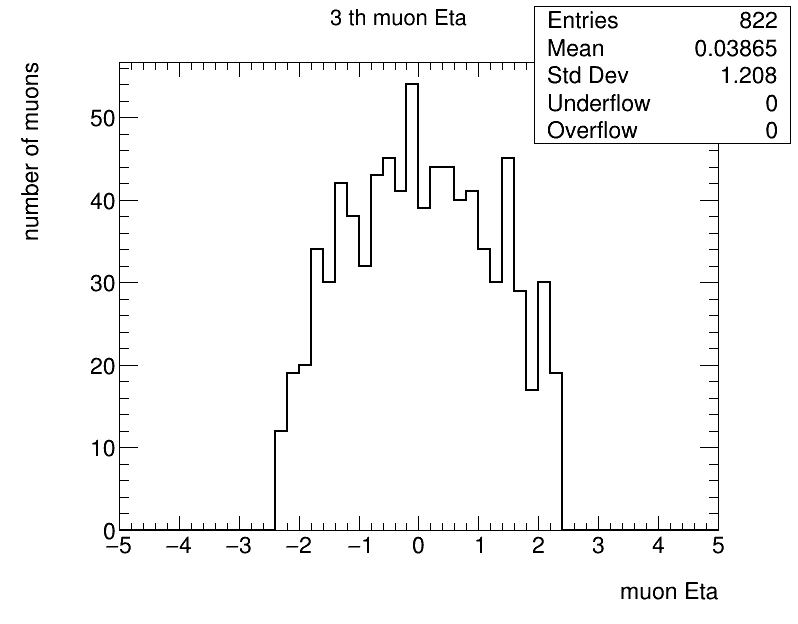 3 th muon Eta
Entries 822
Mean 0.03865
Std Dev 1.208
Underflow 0
Overflow 0
number of muons
50
40
30
20
10
0
−5 −4 −3 −2 −1 0 1 2 3 4 5
muon Eta